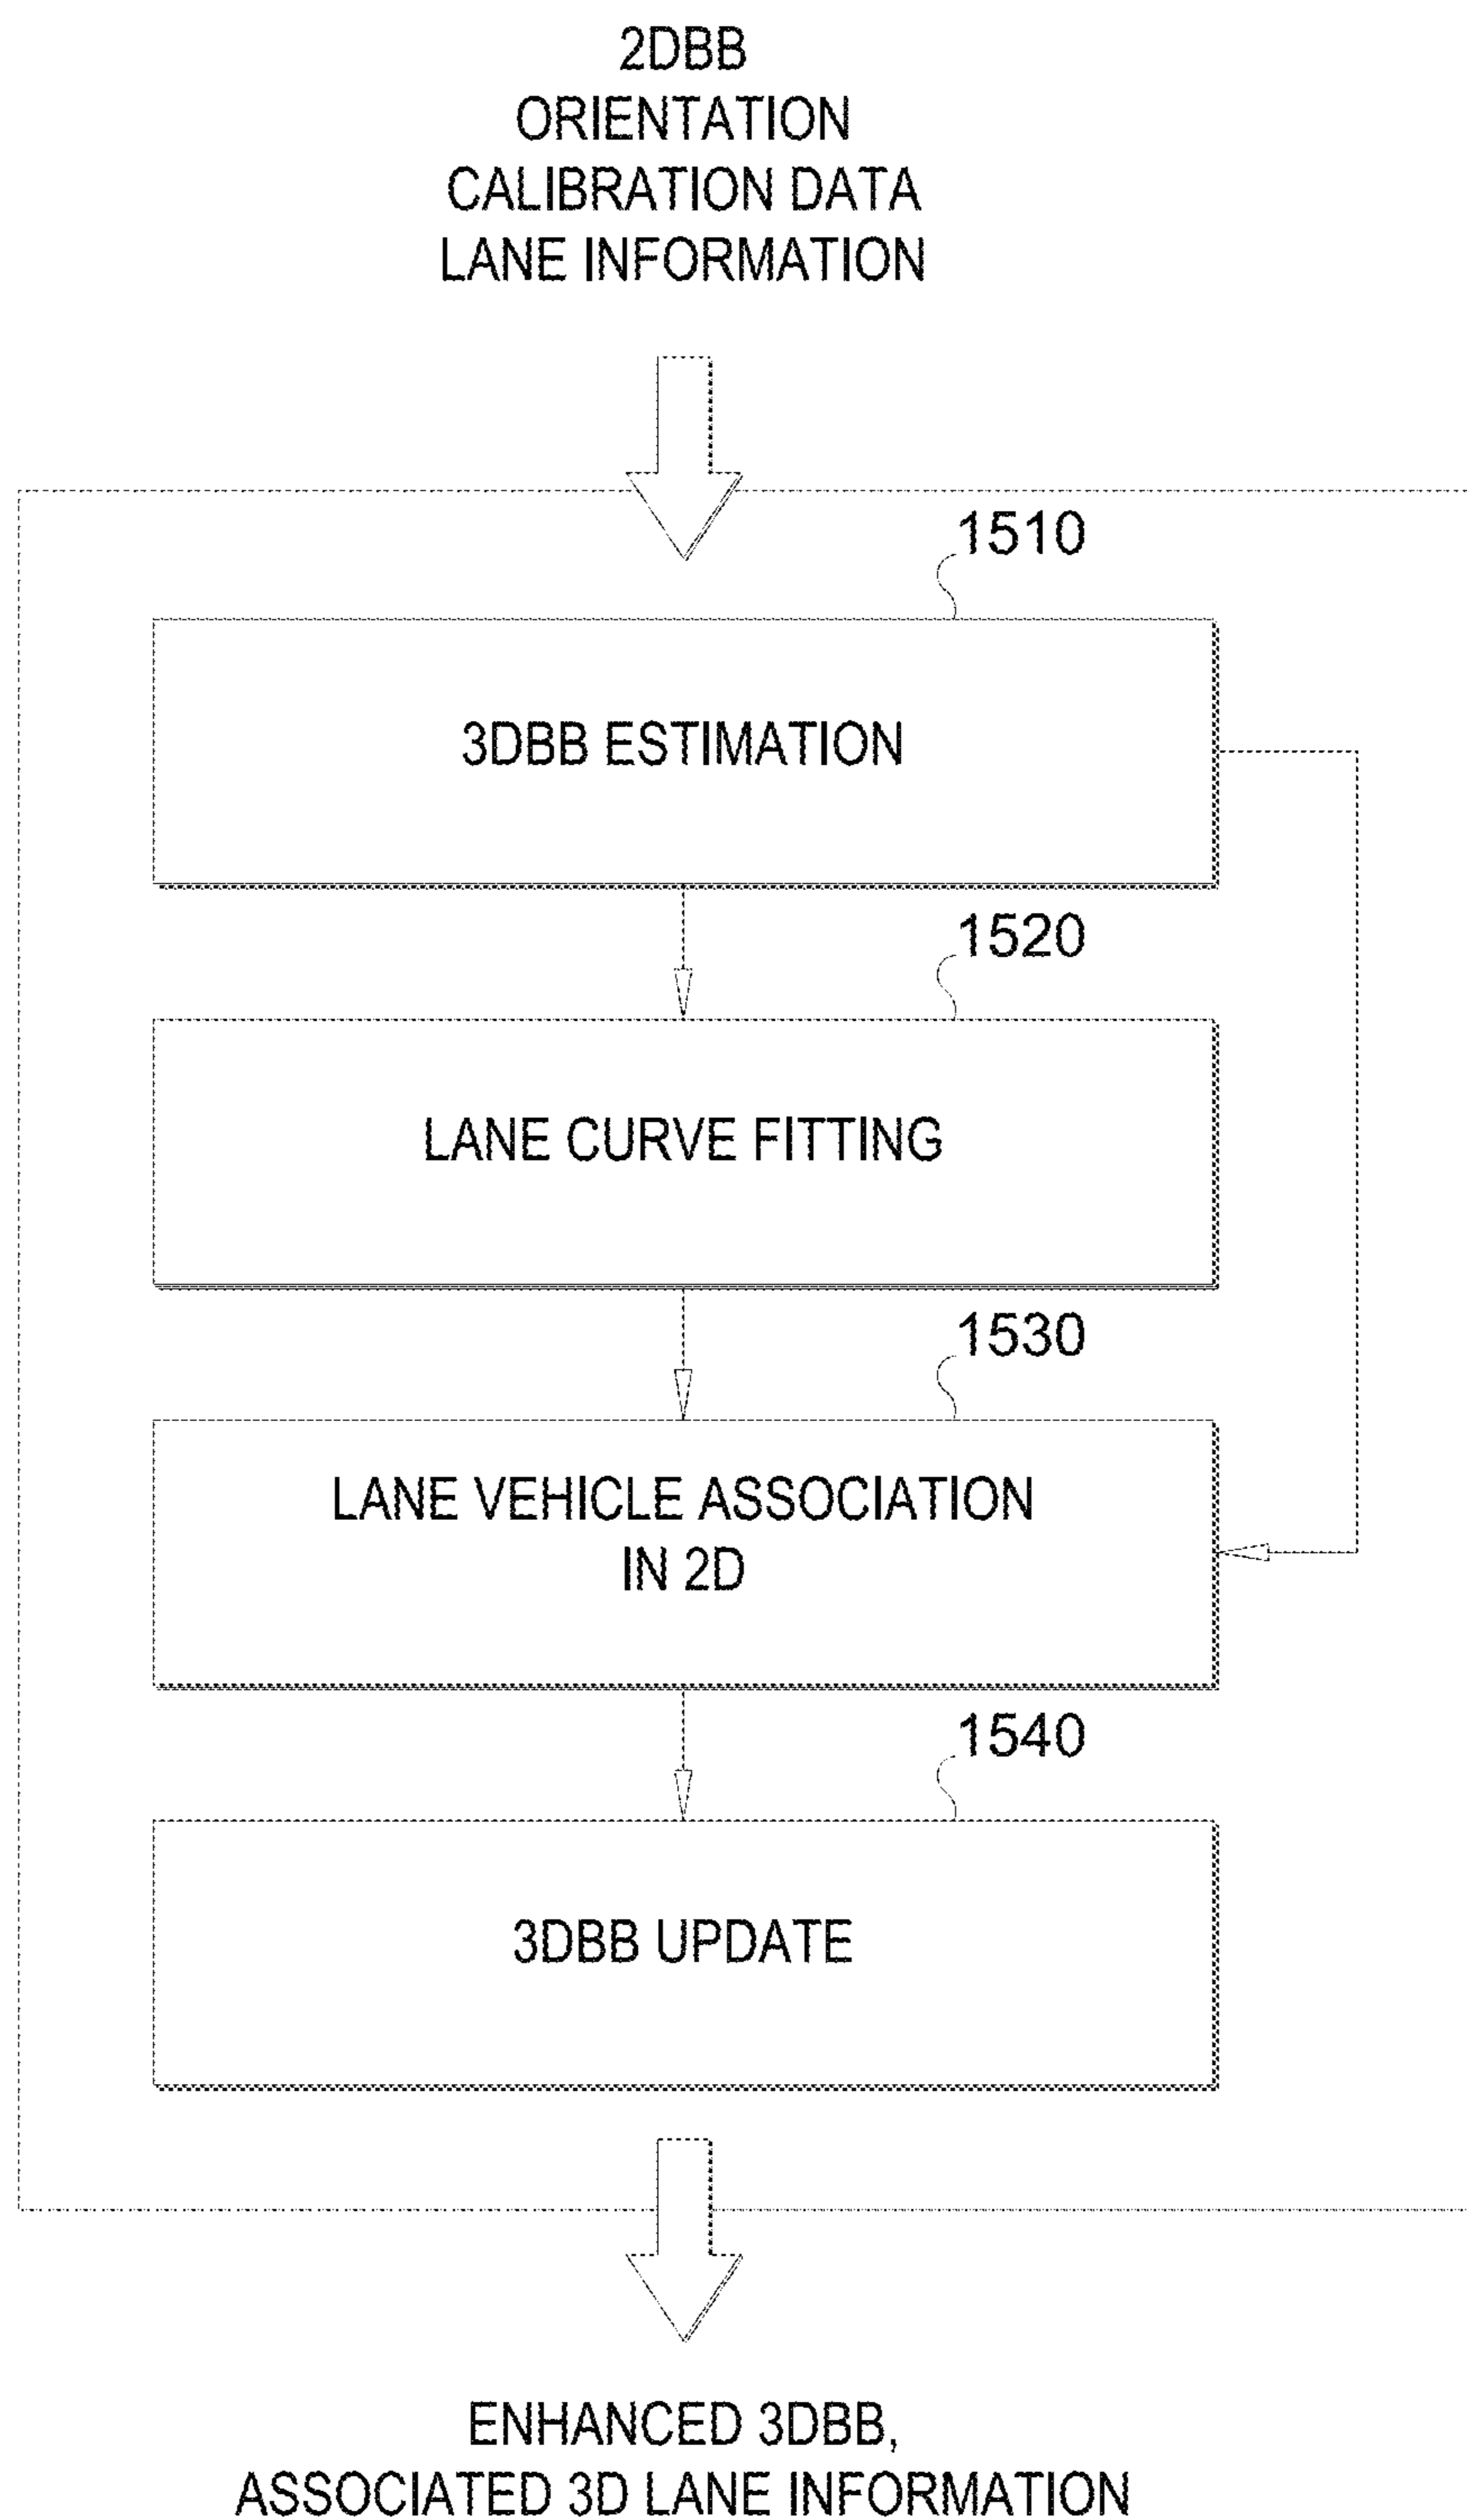 2DBB
ORIENTATION
CALIBRATION DATA
LANE INFORMATION
1510
3DBB ESTIMATION
1520
LANE CURVE FITTING
1530
LANE VEHICLE ASSOCIATION
IN 2D
1540
3DBB UPDATE
ENHANCED 3DBB,
ASSOCIATED 3D LANE INFORMATION